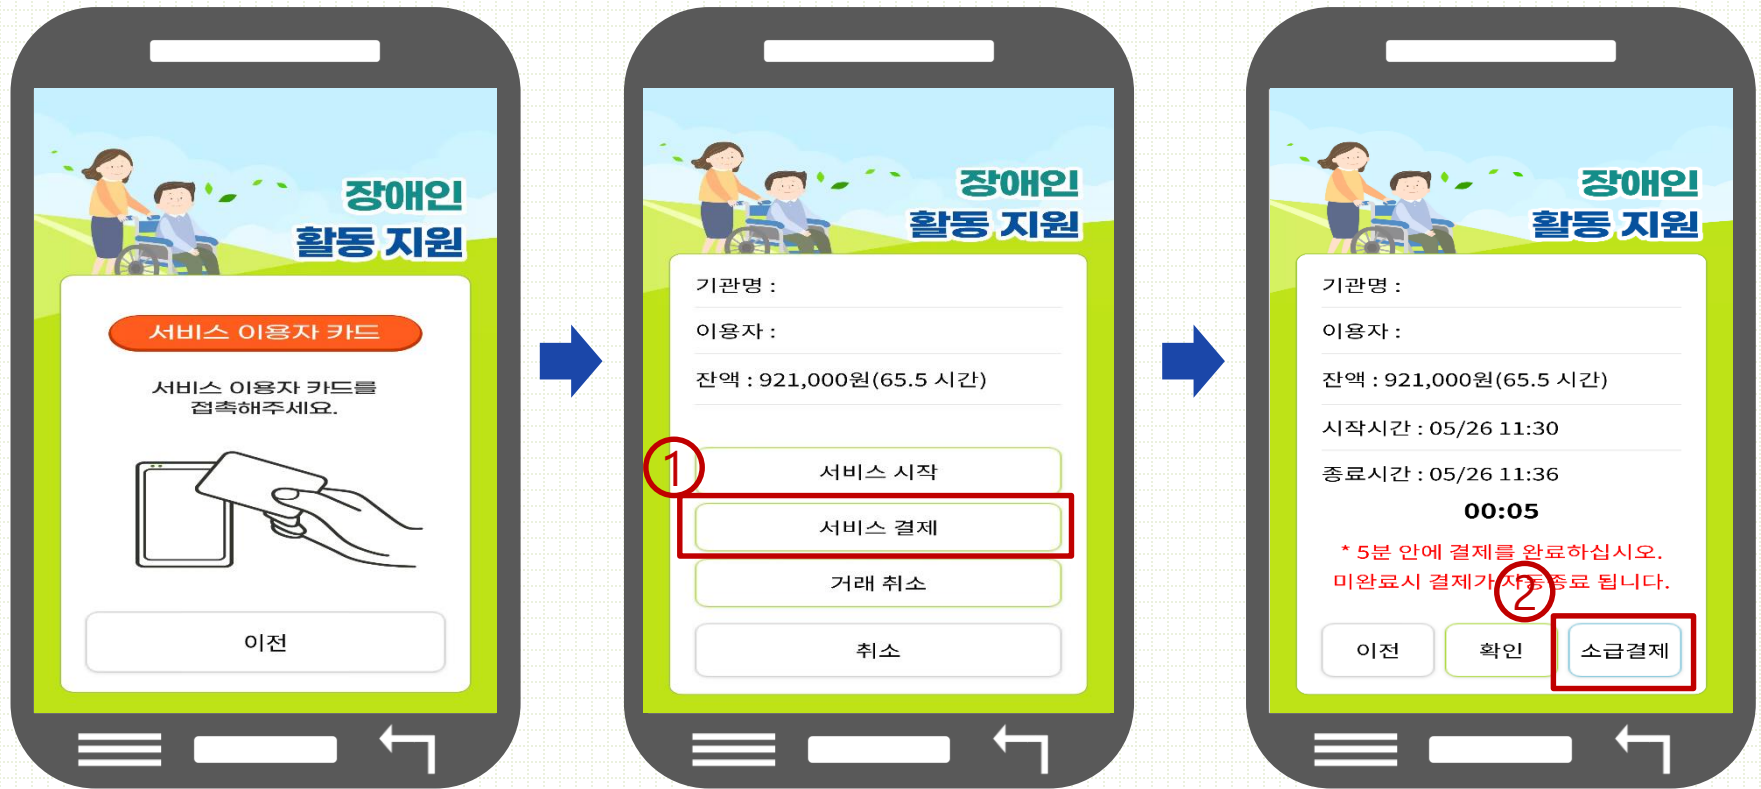 장애인
활동 지원
서비스 이용자 카드
서비스 이용자 카드를
접촉해주세요.
이전
장애인
활동 지원
기관명 :
이용자 :
잔액 : 921,000원(65.5 시간)
①
서비스 시작
서비스 결제
거래 취소
취소
장애인
활동 지원
기관명 :
이용자 :
잔액 : 921,000원(65.5 시간)
시작시간 : 05/26 11:30
종료시간 : 05/26 11:36
00:05
* 5분 안에 결제를 완료하십시오.
미완료시 결제가 자동종료 됩니다.
②
이전 확인 소급결제